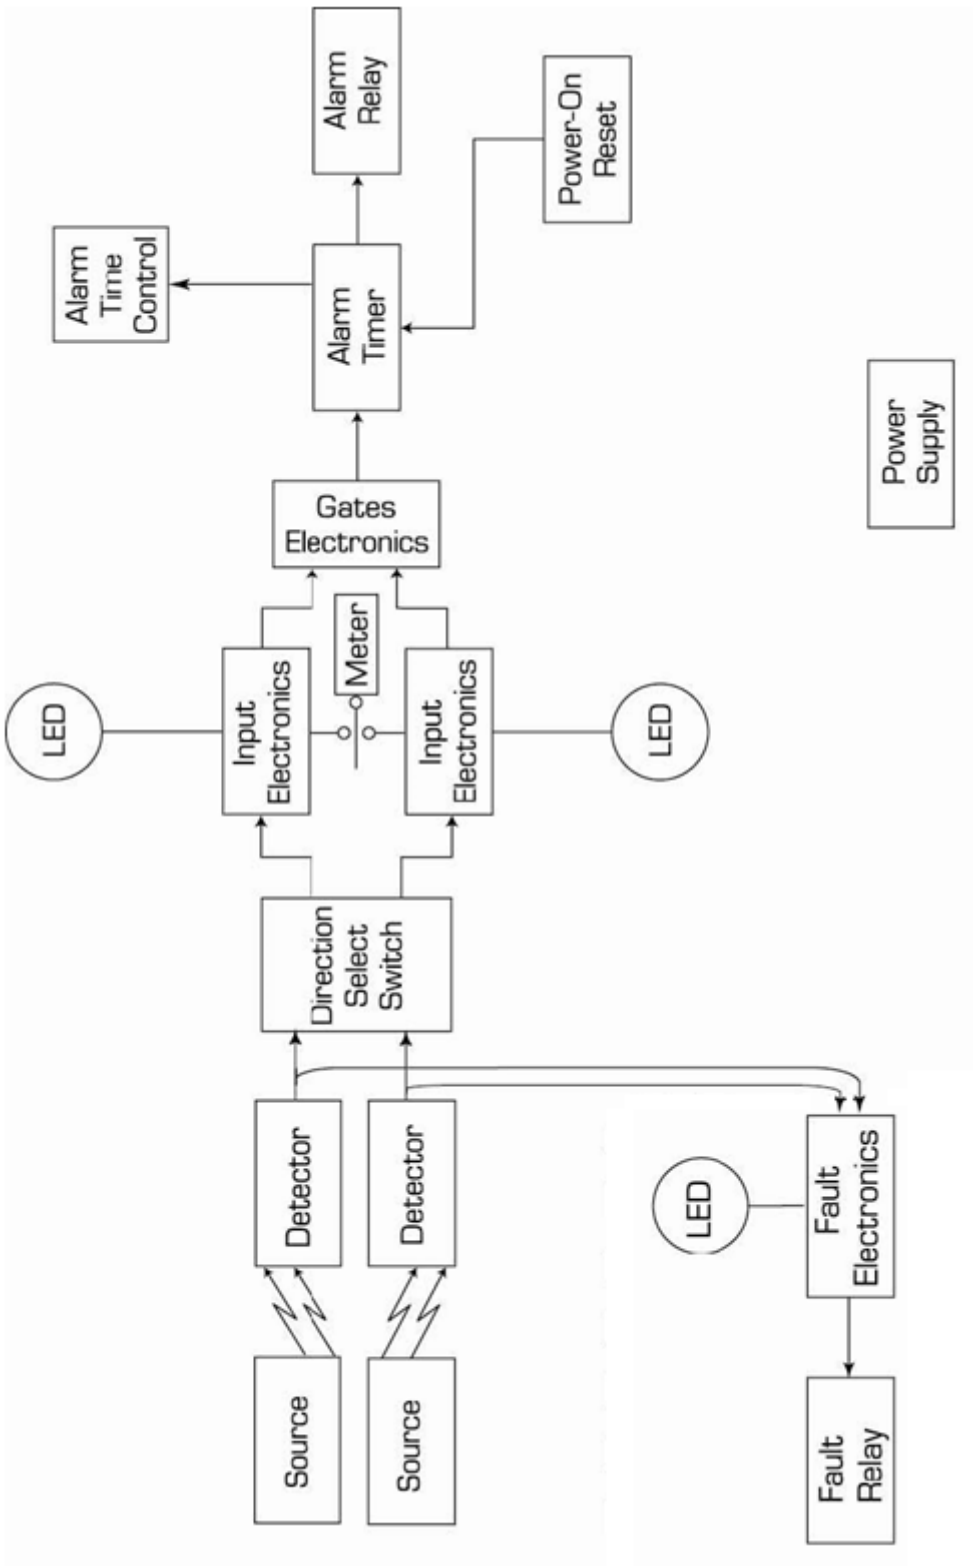 Source
Source
Detector
Detector
Direction
Select
Switch
LED
Input
Electronics
Meter
Input
Electronics
LED
Gates
Electronics
Alarm
Time
Control
Alarm
Timer
Alarm
Relay
Power-On
Reset
Power
Supply
LED
Fault
Electronics
Fault
Relay